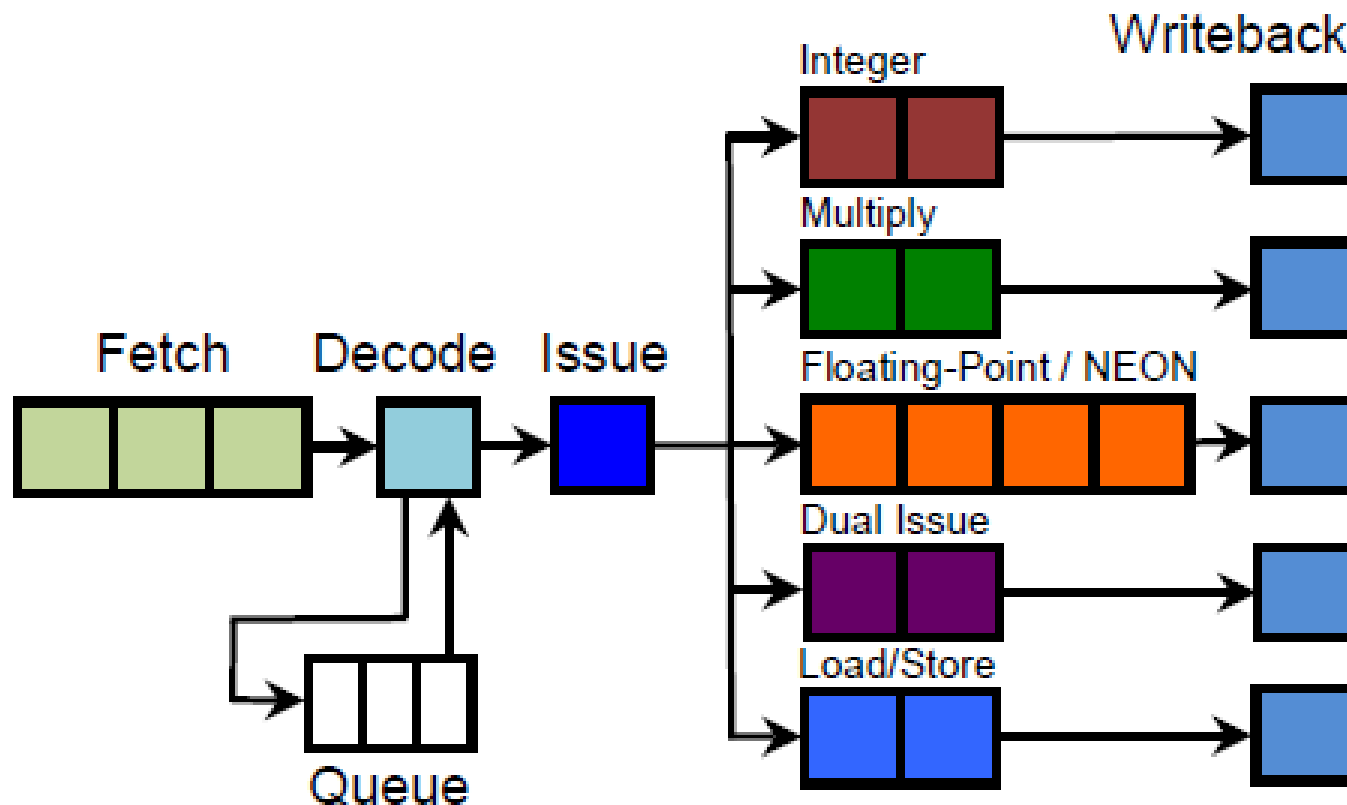 Writeback
Integer
Multiply
Fetch
Decode
Issue
Floating-Point / NEON
Dual Issue
Load/Store
Queue